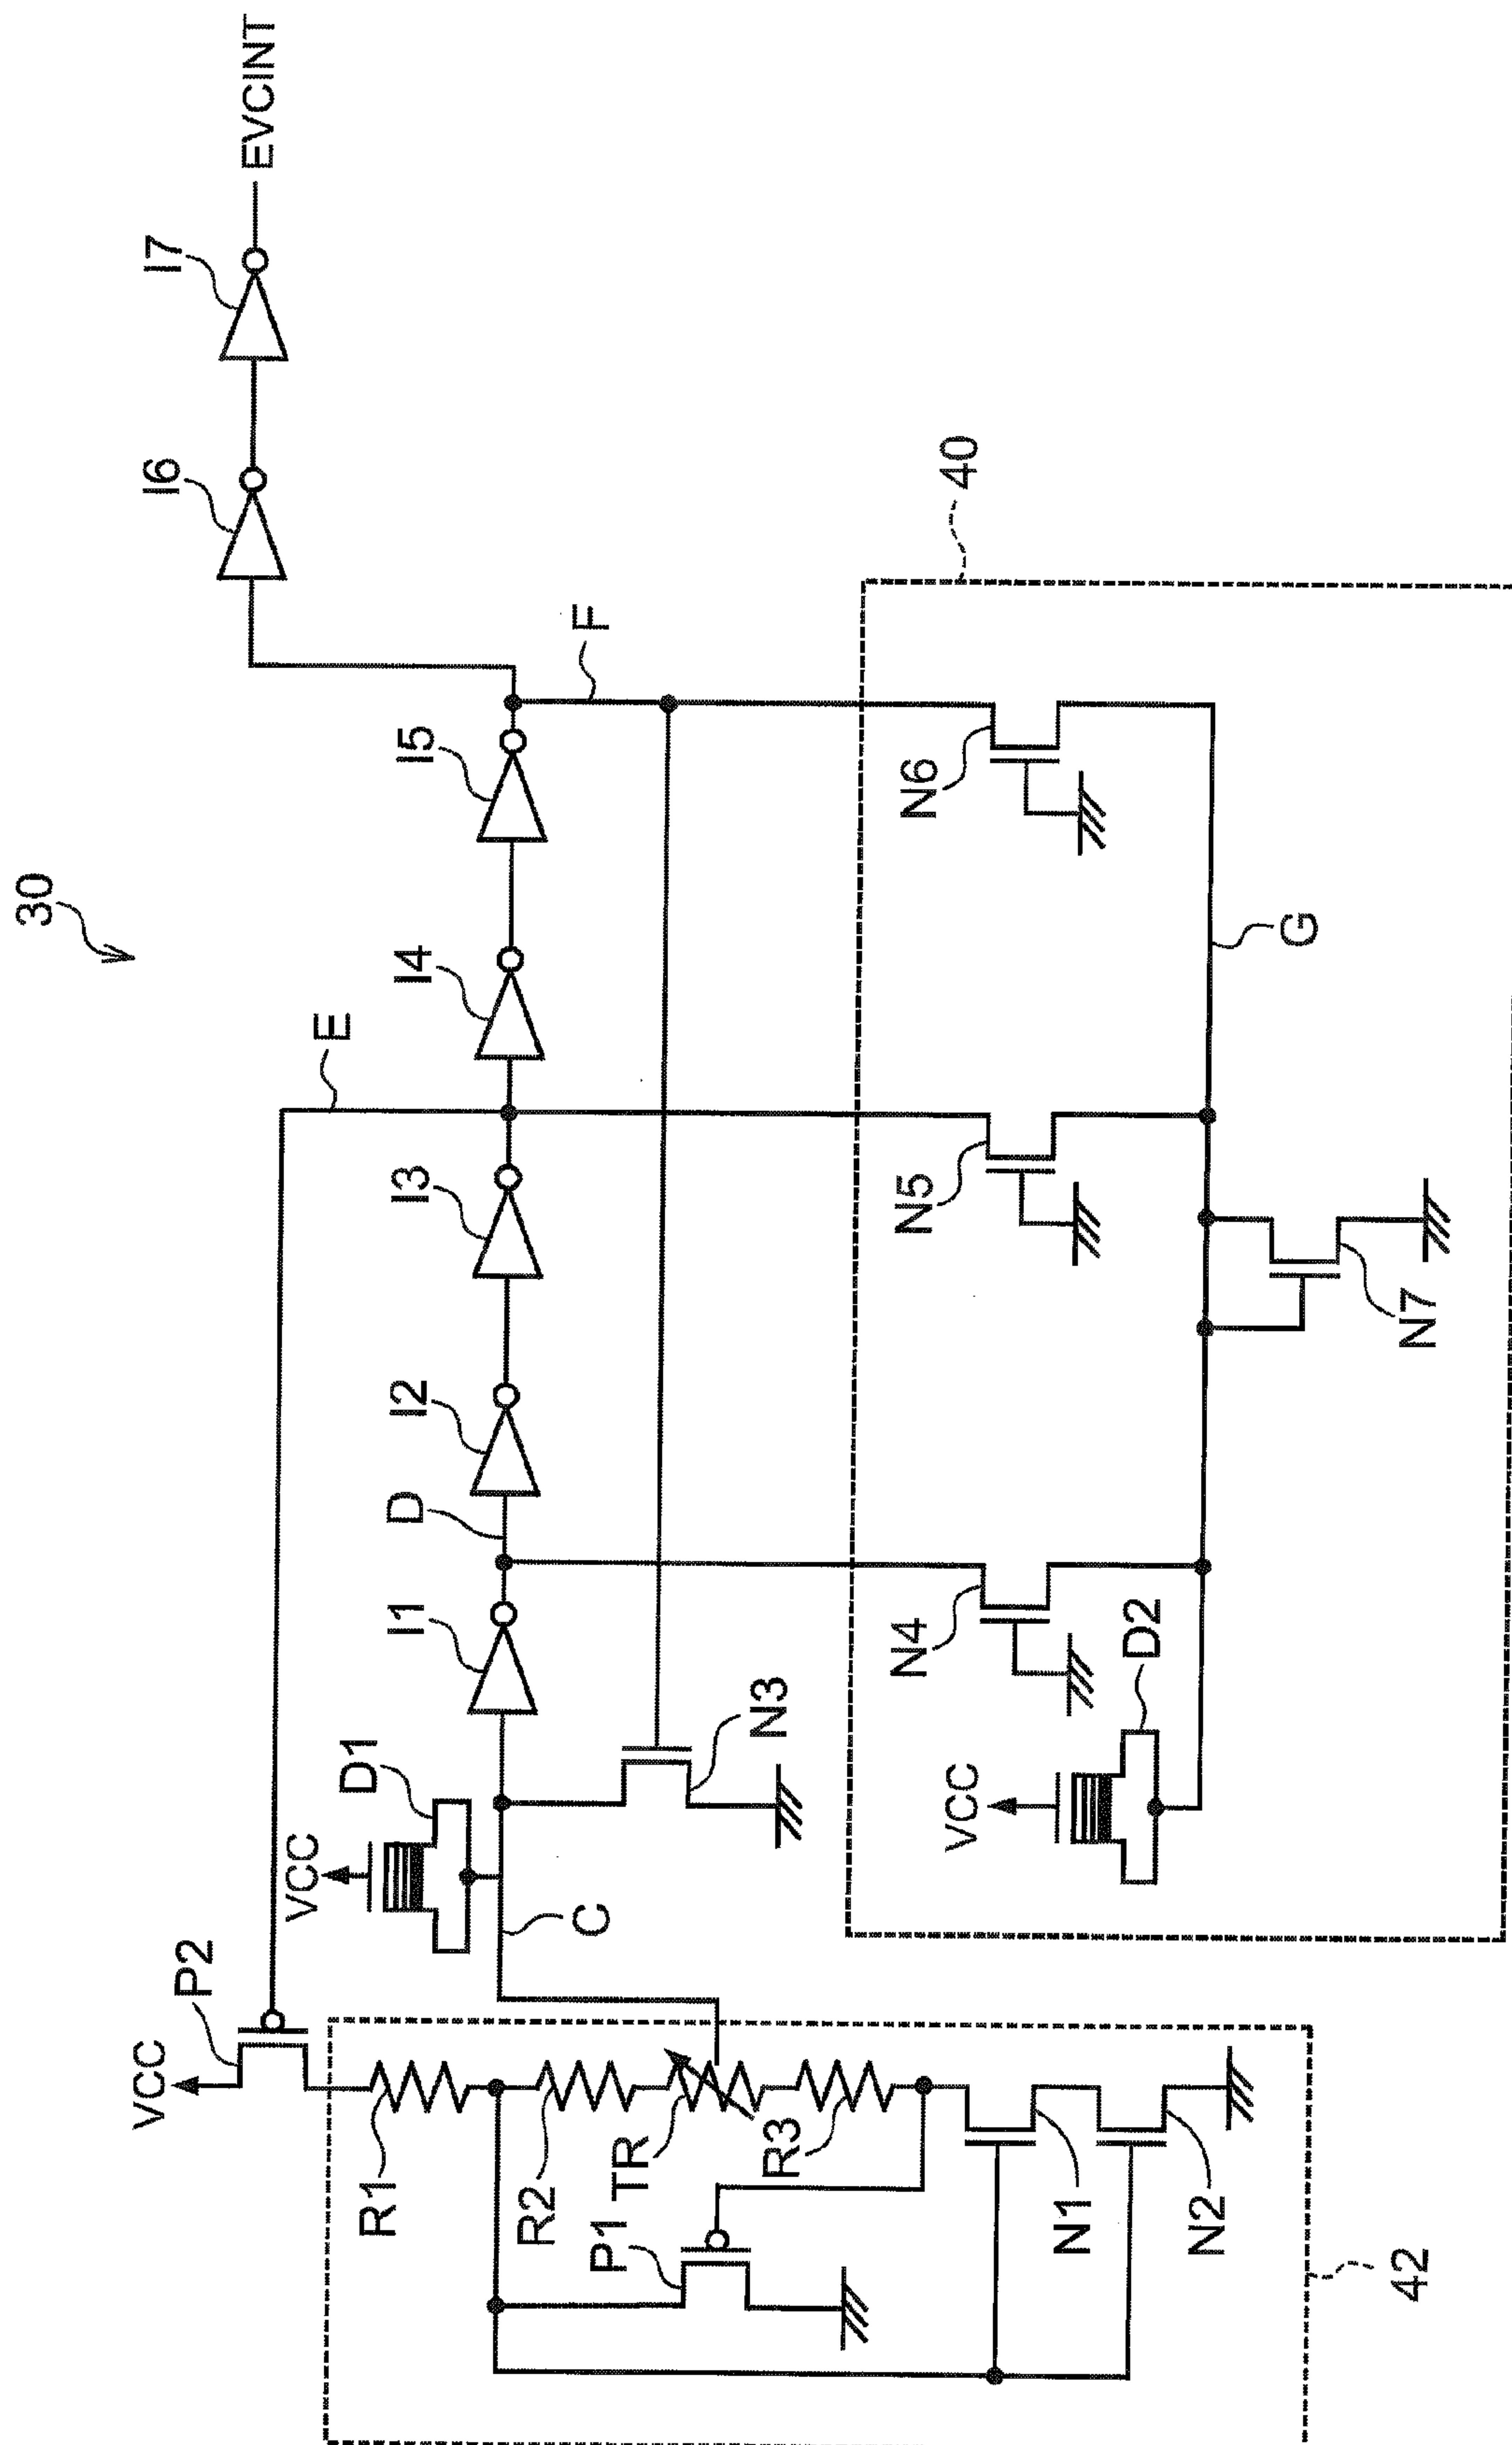 30
VCC
P2
E
EVCINT
I6
I7
VCC
D1
I1
D
I2
I3
I4
I5
R1
C
F
R2
TR
R3
P1
N3
N1
N2
42
40
VCC
D2
N4
N5
N6
G
N7